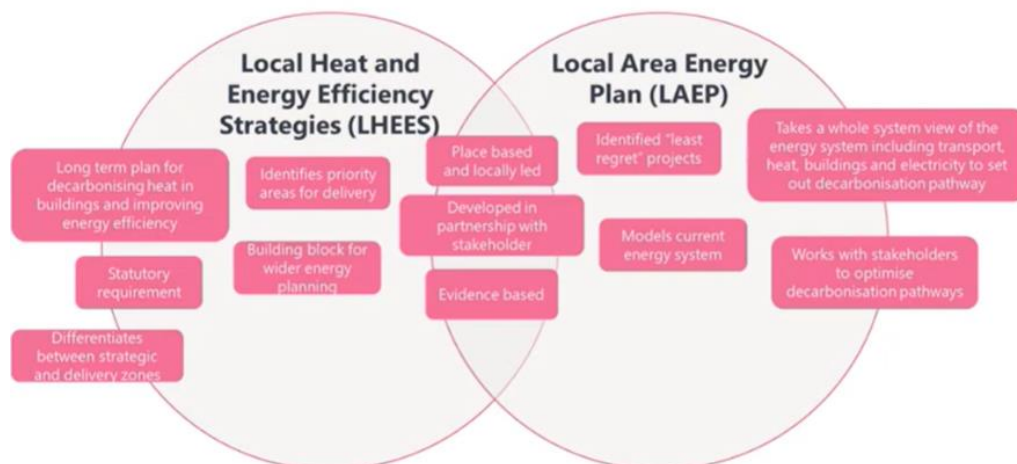 Local Heat and
Energy Efficiency
Strategies (LHEES)
Long term plan for
decarbonising heat in
buildings and improving
energy efficiency
Identifies priority
areas for delivery
Statutory
requirement
Building block for
wider energy
planning
Differentiates
between strategic
and delivery zones
Place based
and locally led
Developed in
partnership with
stakeholder
Evidence based
Local Area Energy
Plan (LAEP)
Identified "least
regret" projects
Takes a whole system view of the
energy system including transport,
heat, buildings and electricity to set
out decarbonisation pathway
Models current
energy system
Works with stakeholders
to optimise
decarbonisation pathways